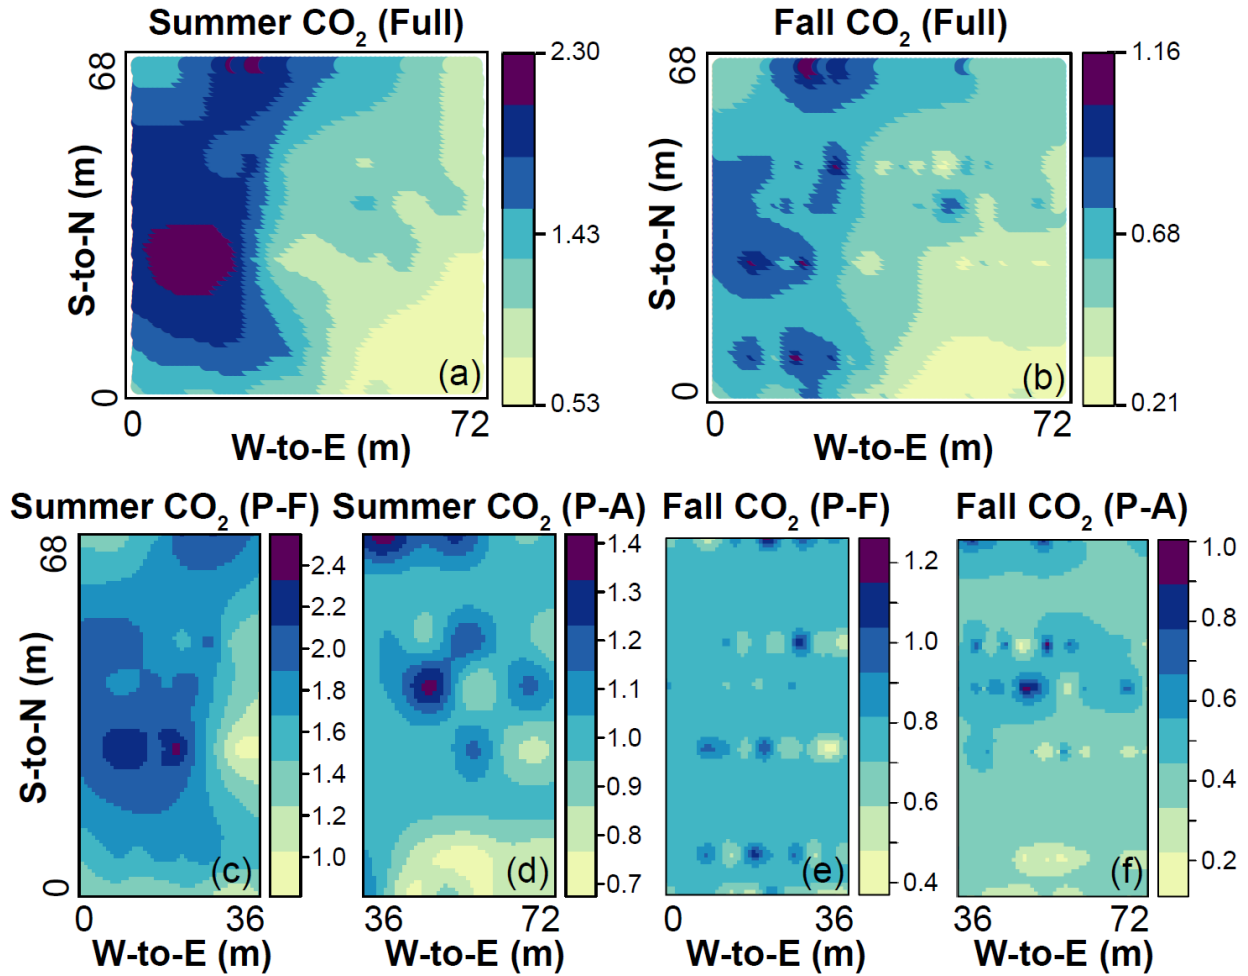 Summer CO2 (Full)
Fall CO2 (Full)
68
S-to-N (m)
0
(a)
0
72
W-to-E (m)
2.30
1.43
0.53
68
S-to-N (m)
0
(b)
0
72
W-to-E (m)
1.16
0.68
0.21
Summer CO2 (P-F)
Summer CO2 (P-A)
Fall CO2 (P-F)
Fall CO2 (P-A)
68
S-to-N (m)
0
(c)
0
36
W-to-E (m)
2.4
2.2
2.0
1.8
1.6
1.4
1.2
1.0
(d)
36
72
W-to-E (m)
1.4
1.3
1.2
1.1
1.0
0.9
0.8
0.7
(e)
0
36
W-to-E (m)
1.2
1.0
0.8
0.6
0.4
(f)
36
72
W-to-E (m)
1.0
0.8
0.6
0.4
0.2